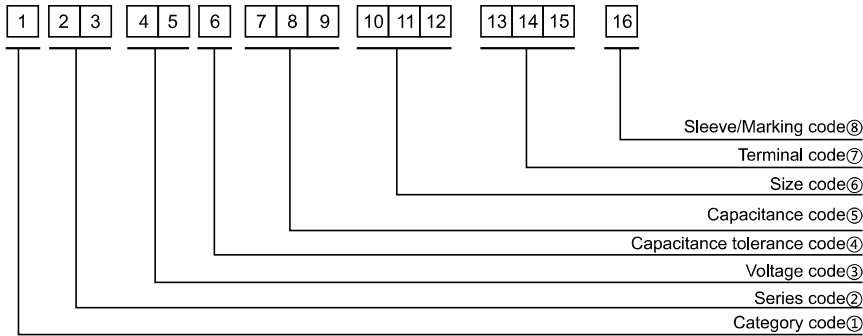 1 2 3 4 5 6 7 8 9 10 11 12 13 14 15 16
Sleeve/Marking code⑧
Terminal code⑦
Size code⑥
Capacitance code⑤
Capacitance tolerance code④
Voltage code③
Series code②
Category code①